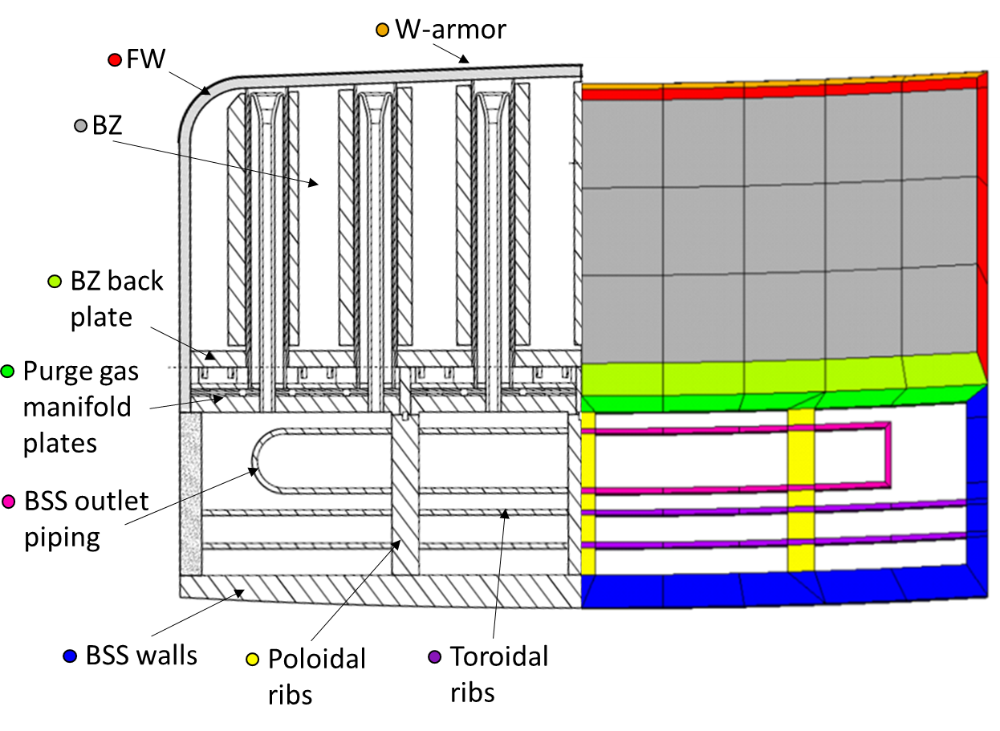 W-armor
FW
BZ
BZ back
plate
Purge gas
manifold
plates
BSS outlet
piping
BSS walls
Poloidal
ribs
Toroidal
ribs